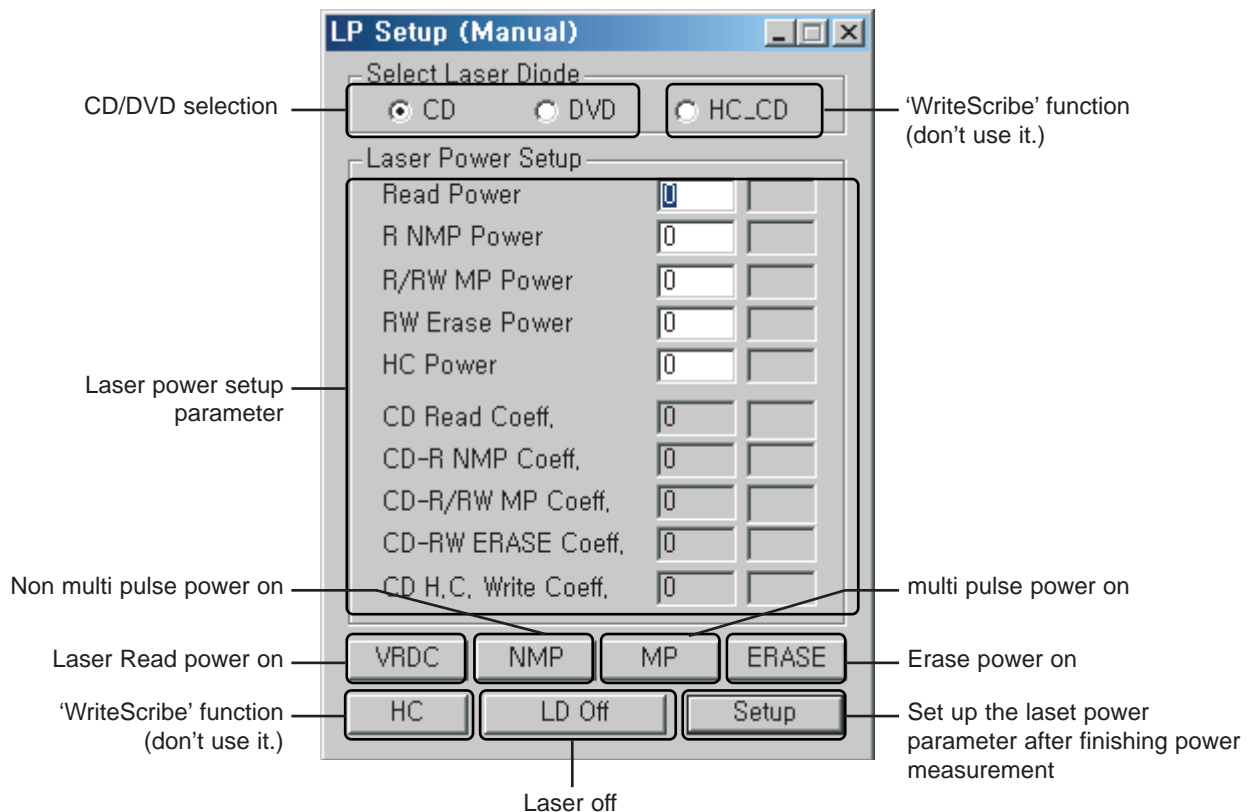 LP Setup (Manual)
Select Laser Diode
CD/DVD selection
CD
DVD
HC_CD
‘WriteScribe’ function
(don’t use it.)
Laser Power Setup
Read Power 0
R NMP Power 0
R/RW MP Power 0
RW Erase Power 0
HC Power 0
Laser power setup
parameter
CD Read Coeff, 0
CD-R NMP Coeff, 0
CD-R/RW MP Coeff, 0
CD-RW ERASE Coeff, 0
CD H,C, Write Coeff, 0
Non multi pulse power on
multi pulse power on
Laser Read power on
VRDC
NMP
MP
ERASE
Erase power on
‘WriteScribe’ function
(don’t use it.)
HC
LD Off
Setup
Set up the laset power
parameter after finishing power
measurement
Laser off